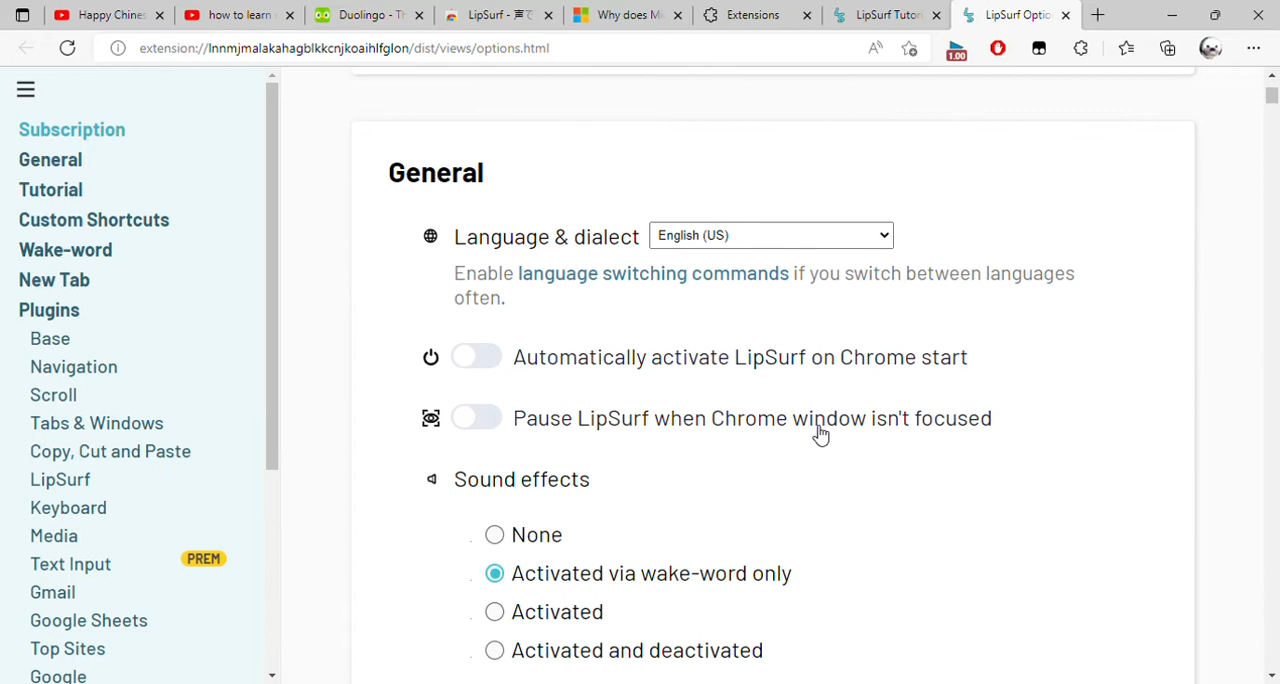 Happy Chines
how to learn
Duolingo - Th
LipSurf - 声で
Why does Mi
Extensions
LipSurf Tutor
LipSurf Optio
extension://lnnmjmalakahagblkkcnjkoaihlfglon/dist/views/options.html
1.00
Subscription
General
Tutorial
Custom Shortcuts
Wake-word
New Tab
Plugins
Base
Navigation
Scroll
Tabs & Windows
Copy, Cut and Paste
LipSurf
Keyboard
Media
Text Input PREM
Gmail
Google Sheets
Top Sites
Google
General
Language & dialect English (US)
Enable language switching commands if you switch between languages
often.
Automatically activate LipSurf on Chrome start
Pause LipSurf when Chrome window isn't focused
Sound effects
None
Activated via wake-word only
Activated
Activated and deactivated